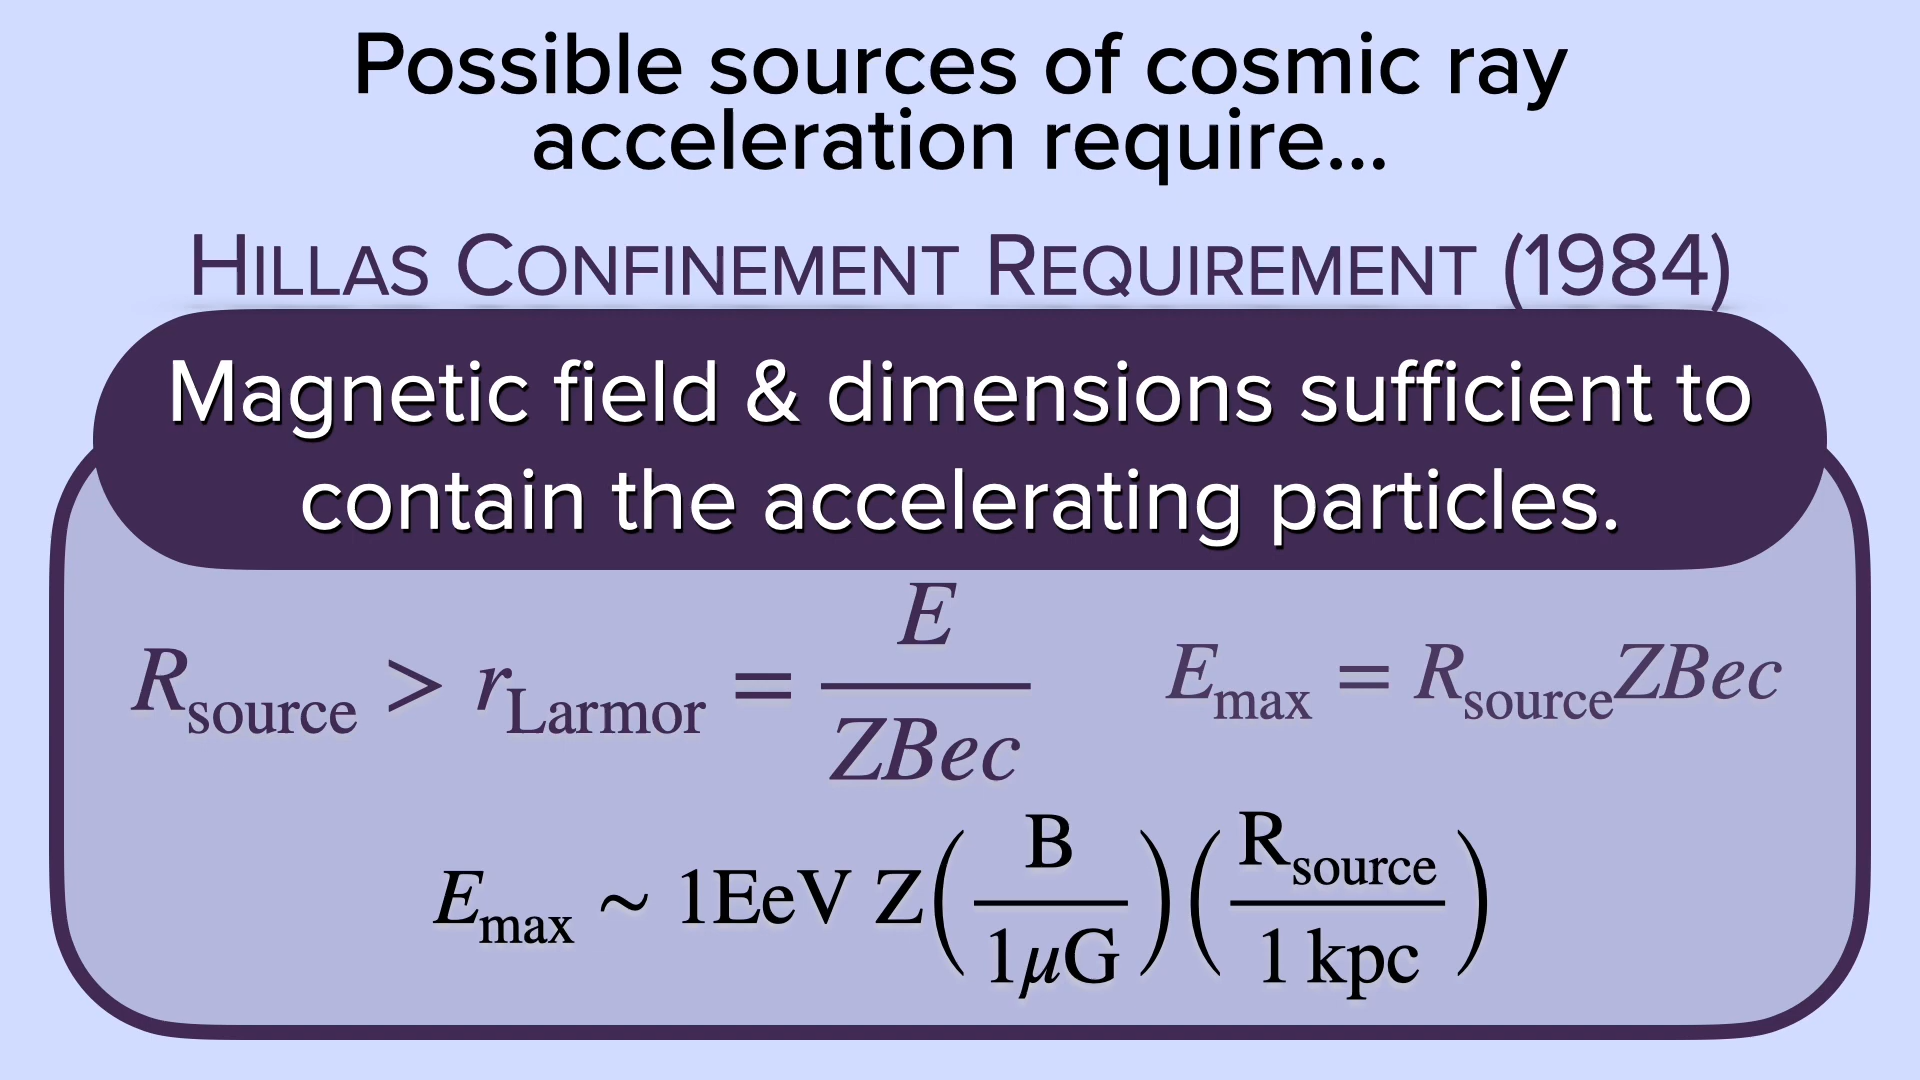 Possible sources of cosmic ray
acceleration require...
HILLAS CONFINEMENT REQUIREMENT (1984)
Magnetic field & dimensions sufficient to
contain the accelerating particles.
R_source > r_Larmor = E / ZBec
E_max = R_source ZBec
E_max ~ 1EeV Z (B / 1μG) (R_source / 1 kpc)